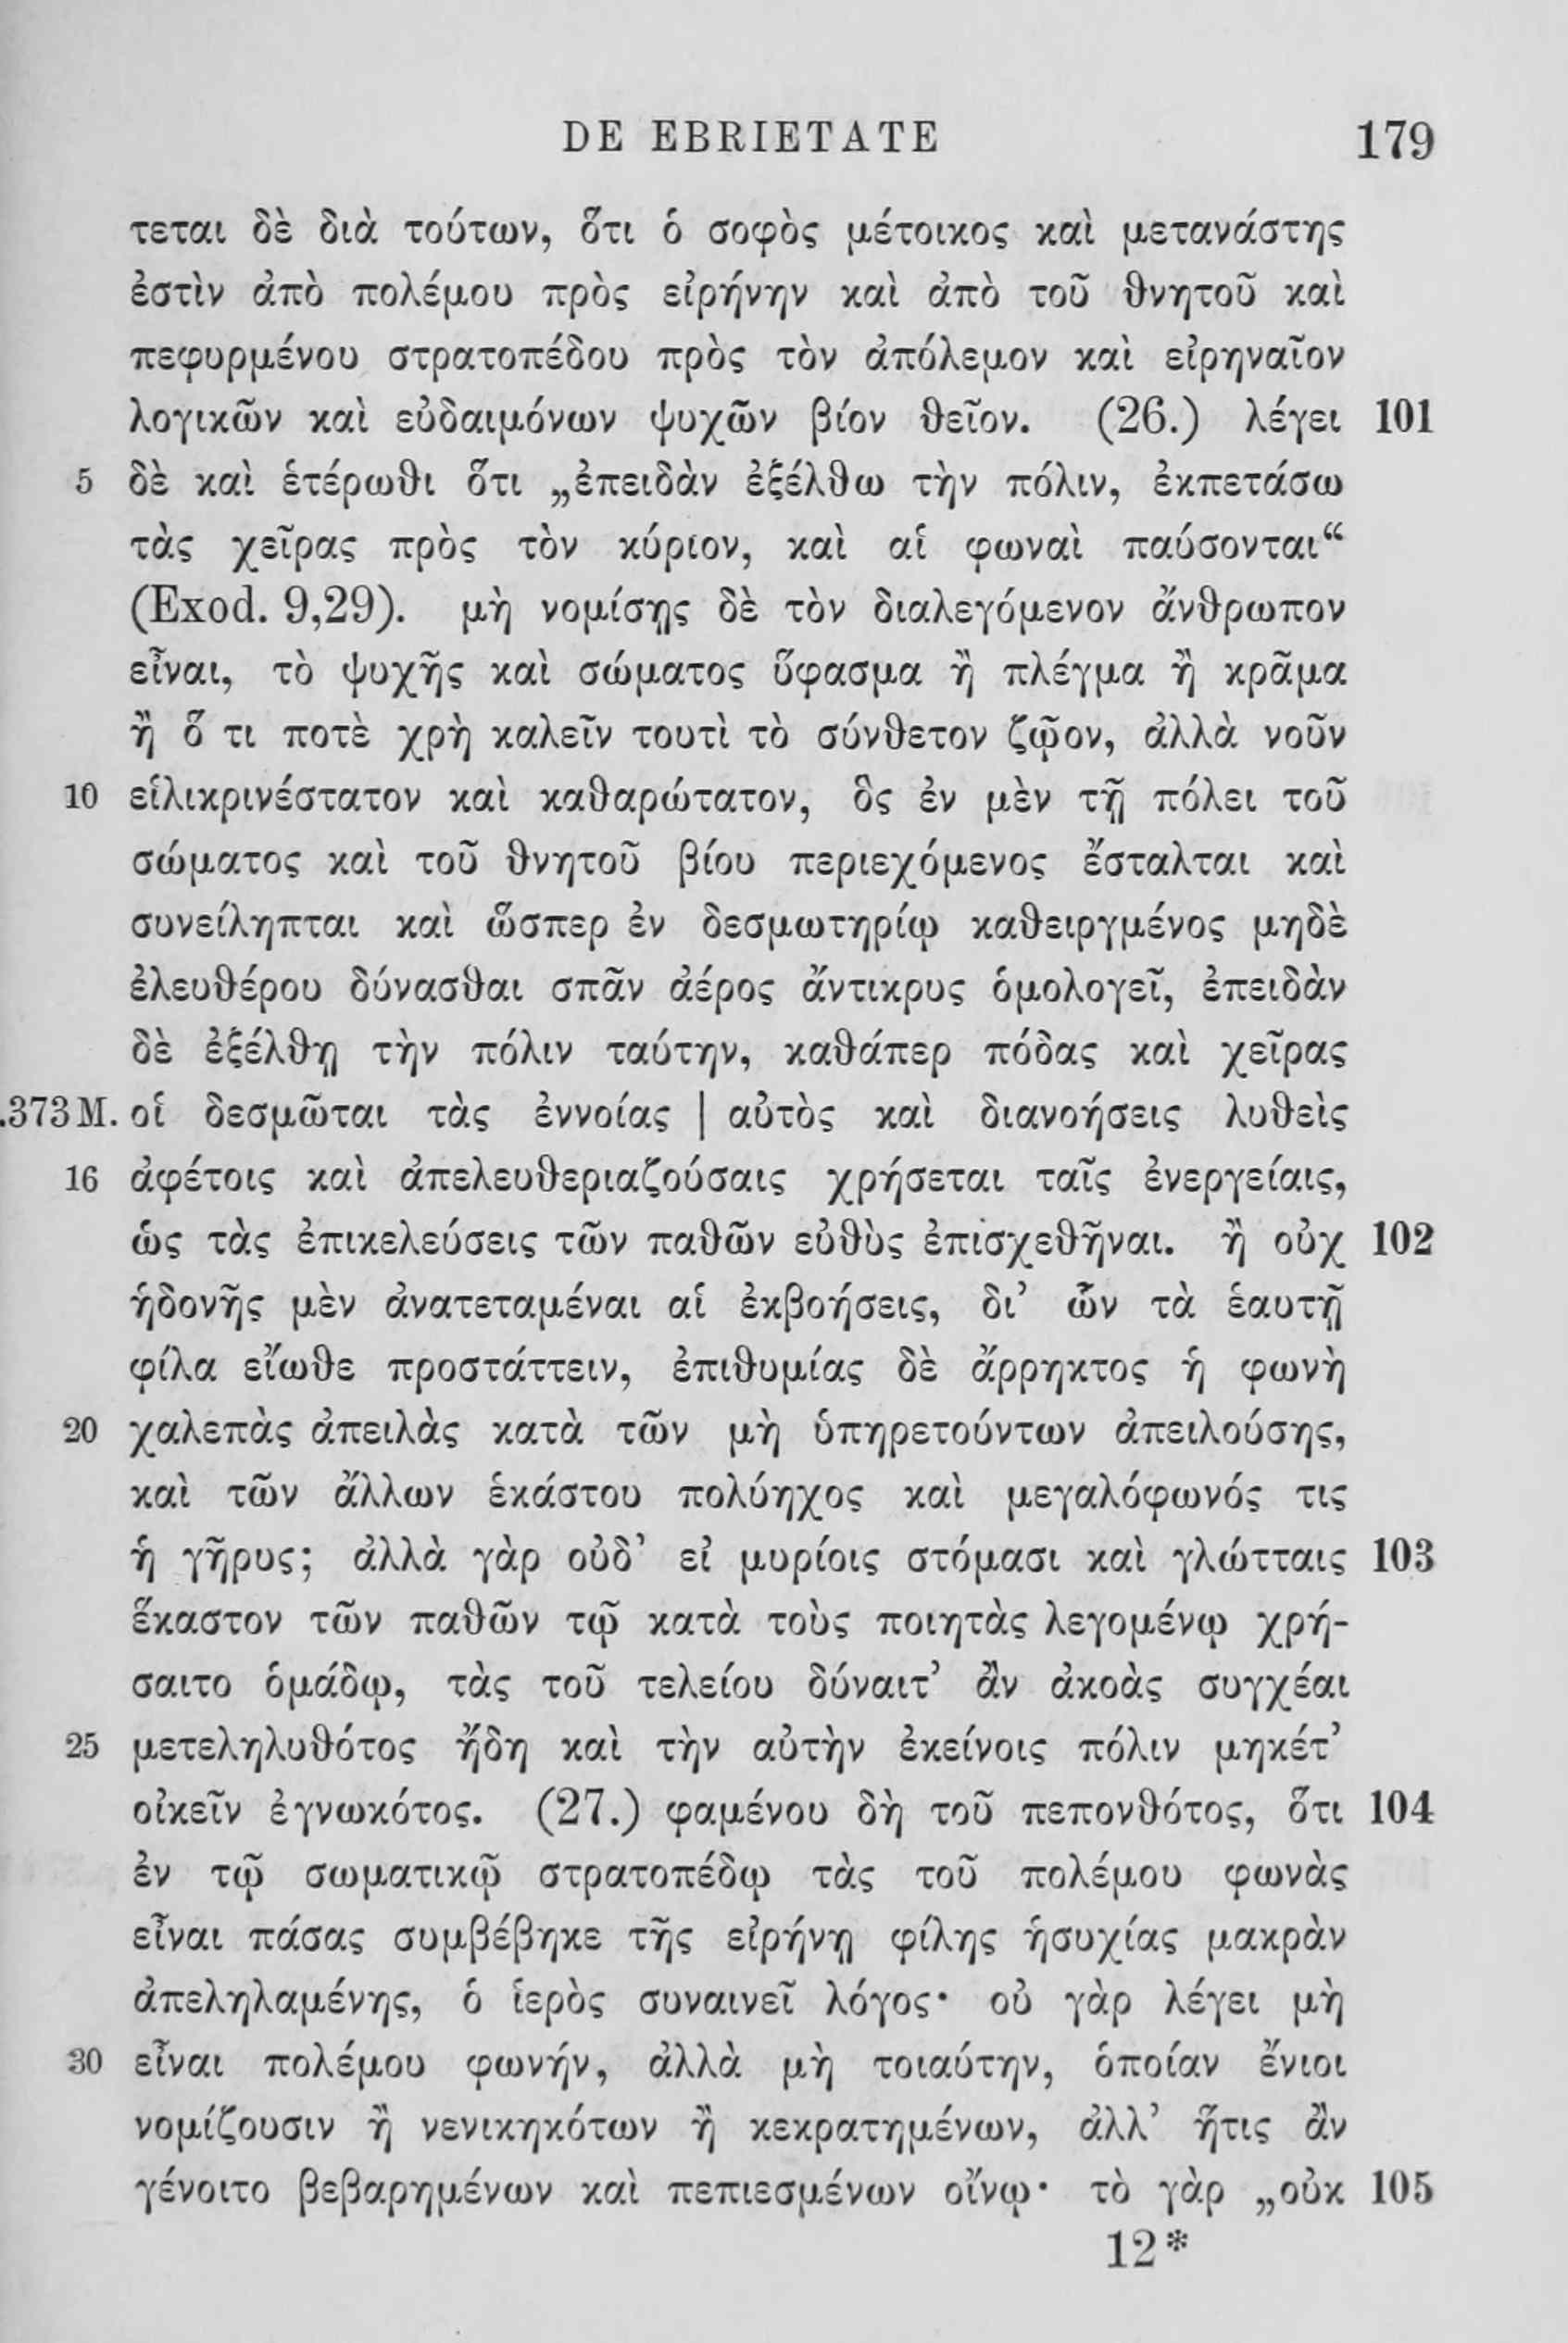 DE EBRIETATE 179
τεται δὲ διὰ τούτων, ὅτι ὁ σοφὸς μέτοικος καὶ μετανάστης
ἐστὶν ἀπὸ πολέμου πρὸς εἰρήνην καὶ ἀπὸ τοῦ θνητοῦ καὶ
πεφυρμένου στρατοπέδου πρὸς τὸν ἀπόλεμον καὶ εἰρηναῖον
λογικῶν καὶ εὐδαιμόνων ψυχῶν βίον θεῖον. (26.) λέγει 101
5 δὲ καὶ ἑτέρωθι ὅτι „ἐπειδὰν ἐξέλθω τὴν πόλιν, ἐκπετάσω
τὰς χεῖρας πρὸς τὸν κύριον, καὶ αἱ φωναὶ παύσονται“
(Exod. 9,29). μὴ νομίσῃς δὲ τὸν διαλεγόμενον ἄνθρωπον
εἶναι, τὸ ψυχῆς καὶ σώματος ὕφασμα ἢ πλέγμα ἢ κρᾶμα
ἢ ὅ τι ποτὲ χρὴ καλεῖν τουτὶ τὸ σύνθετον ζῷον, ἀλλὰ νοῦν
10 εἱλικρινέστατον καὶ καθαρώτατον, ὃς ἐν μὲν τῇ πόλει τοῦ
σώματος καὶ τοῦ θνητοῦ βίου περιεχόμενος ἔσταλται καὶ
συνείληπται καὶ ὥσπερ ἐν δεσμωτηρίῳ καθειργμένος μηδὲ
ἐλευθέρου δύνασθαι σπᾶν ἀέρος ἄντικρυς ὁμολογεῖ, ἐπειδὰν
δὲ ἐξέλθῃ τὴν πόλιν ταύτην, καθάπερ πόδας καὶ χεῖρας
.373 M. οἱ δεσμῶται τὰς ἐννοίας | αὐτὸς καὶ διανοήσεις λυθεὶς
16 ἀφέτοις καὶ ἀπελευθεριαζούσαις χρήσεται ταῖς ἐνεργείαις,
ὡς τὰς ἐπικελεύσεις τῶν παθῶν εὐθὺς ἐπισχεθῆναι. ἢ οὐχ 102
ἡδονῆς μὲν ἀνατεταμέναι αἱ ἐκβοήσεις, δι’ ὧν τὰ ἑαυτῇ
φίλα εἴωθε προστάττειν, ἐπιθυμίας δὲ ἄρρηκτος ἡ φωνὴ
20 χαλεπὰς ἀπειλὰς κατὰ τῶν μὴ ὑπηρετούντων ἀπειλούσης,
καὶ τῶν ἄλλων ἑκάστου πολύηχος καὶ μεγαλόφωνός τις
ἡ γῆρυς; ἀλλὰ γὰρ οὐδ’ εἰ μυρίοις στόμασι καὶ γλώτταις 103
ἕκαστον τῶν παθῶν τῷ κατὰ τοὺς ποιητὰς λεγομένῳ χρή-
σαιτο ὁμάδῳ, τὰς τοῦ τελείου δύναιτ’ ἂν ἀκοὰς συγχέαι
25 μετεληλυθότος ἤδη καὶ τὴν αὐτὴν ἐκείνοις πόλιν μηκέτ’
οἰκεῖν ἐγνωκότος. (27.) φαμένου δὴ τοῦ πεπονθότος, ὅτι 104
ἐν τῷ σωματικῷ στρατοπέδῳ τὰς τοῦ πολέμου φωνὰς
εἶναι πάσας συμβέβηκε τῆς εἰρήνῃ φίλης ἡσυχίας μακρὰν
ἀπεληλαμένης, ὁ ἱερὸς συναινεῖ λόγος· οὐ γὰρ λέγει μὴ
30 εἶναι πολέμου φωνήν, ἀλλὰ μὴ τοιαύτην, ὁποίαν ἔνιοι
νομίζουσιν ἢ νενικηκότων ἢ κεκρατημένων, ἀλλ’ ἥτις ἂν
γένοιτο βεβαρημένων καὶ πεπιεσμένων οἴνῳ· τὸ γὰρ „οὐκ 105
12*